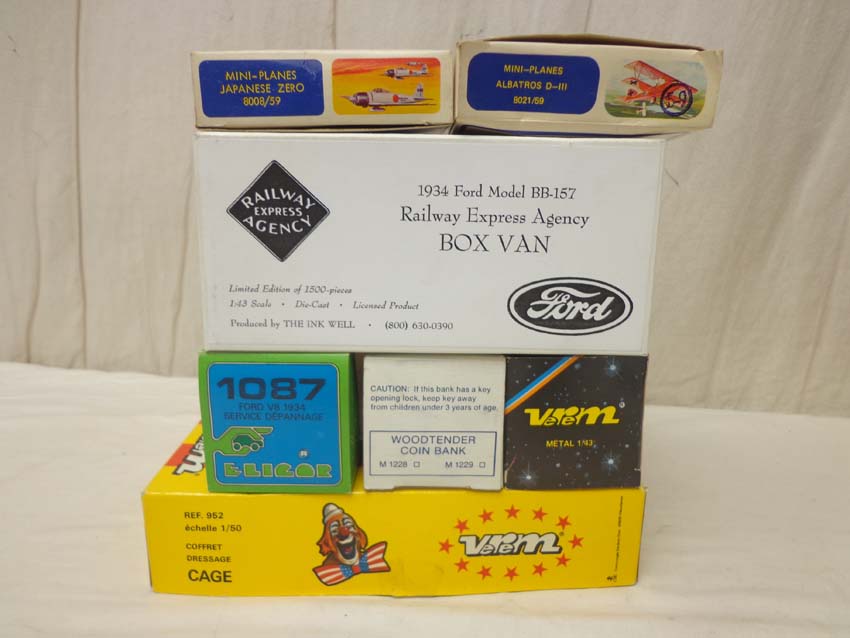 MINI-PLANES
JAPANESE ZERO
8008/59
MINI-PLANES
ALBATROS D-III
8021/59
RAILWAY
EXPRESS
AGENCY
1934 Ford Model BB-157
Railway Express Agency
BOX VAN
Limited Edition of 1500-pieces
1:43 Scale • Die-Cast • Licensed Product
Produced by THE INK WELL • (800) 630-0390
Ford
1087
FORD V8 1934
SERVICE DEPANNAGE
ELIGOR
CAUTION: If this bank has a key
opening lock, keep key away
from children under 3 years of age.
WOODTENDER
COIN BANK
M 1228 □ M 1229 □
Verem
METAL 1/43
REF. 952
échelle 1/50
COFFRET
DRESSAGE
CAGE
Verem